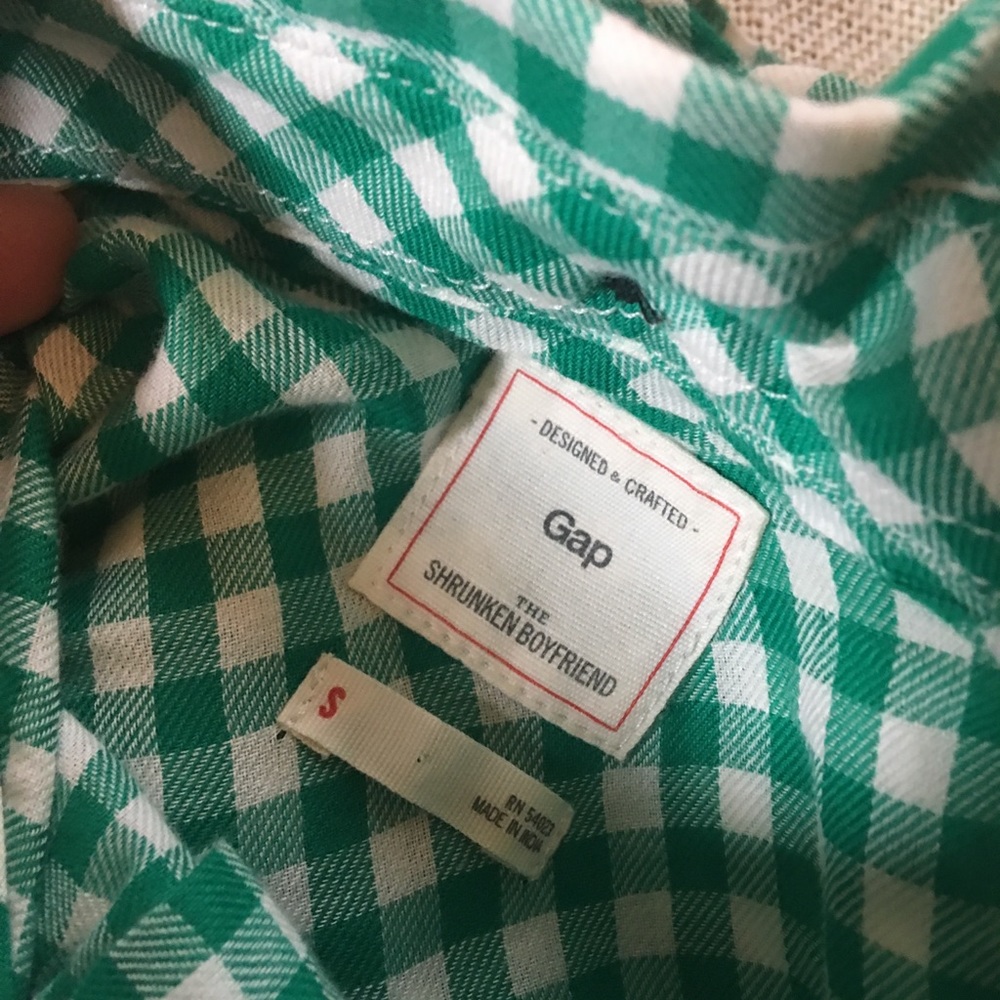 - DESIGNED & CRAFTED -
Gap
THE
SHRUNKEN BOYFRIEND
S
RN 54023
MADE IN INDIA